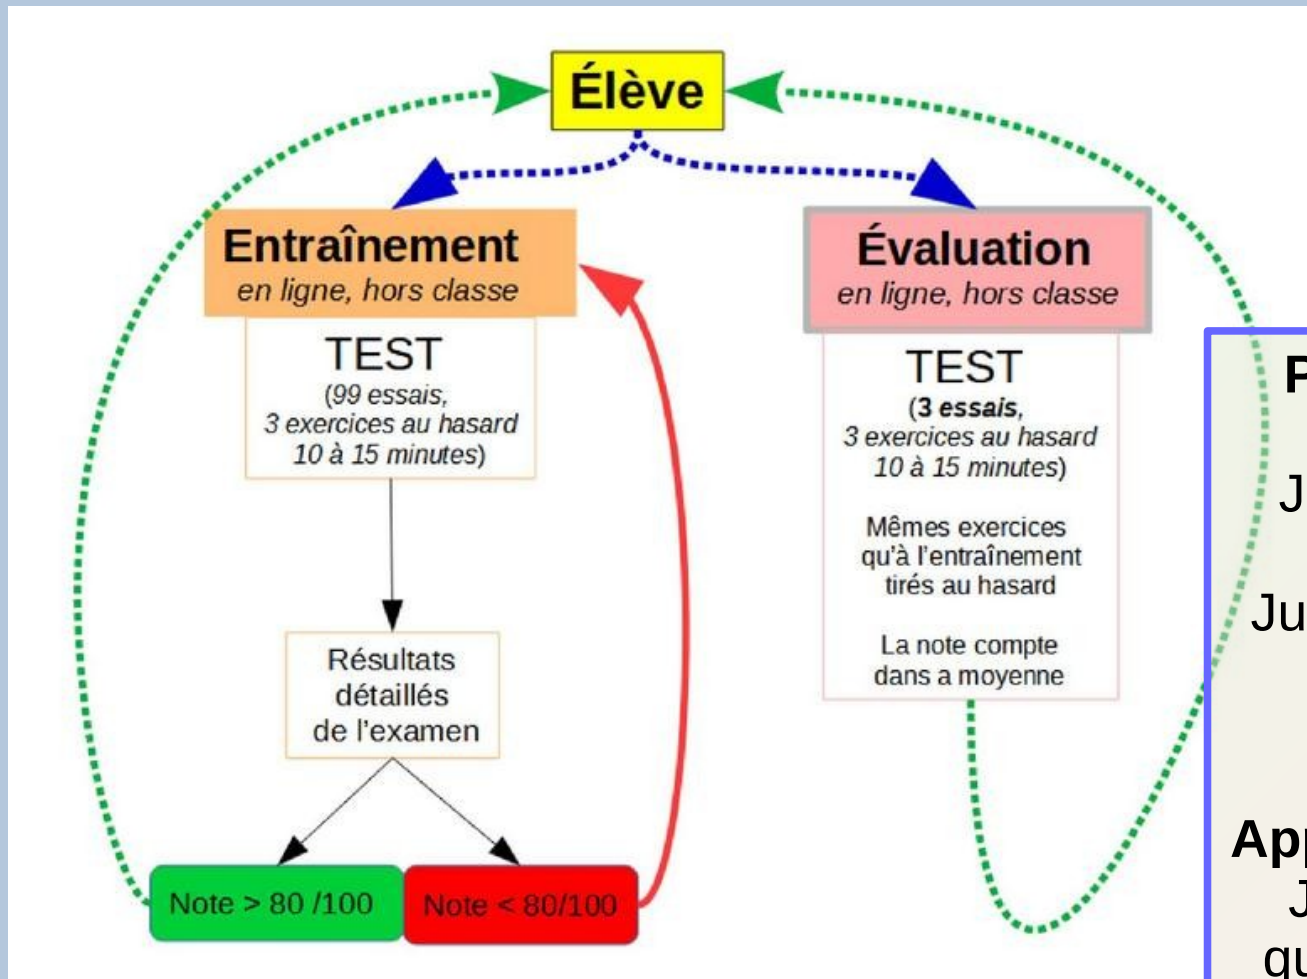 Élève
Entraînement
en ligne, hors classe
TEST
(99 essais,
3 exercices au hasard
10 à 15 minutes)
Résultats
détaillés
de l'examen
Note > 80 /100
Note < 80/100
Évaluation
en ligne, hors classe
TEST
(3 essais,
3 exercices au hasard
10 à 15 minutes)
Mêmes exercices
qu'à l'entraînement
tirés au hasard
La note compte
dans a moyenne